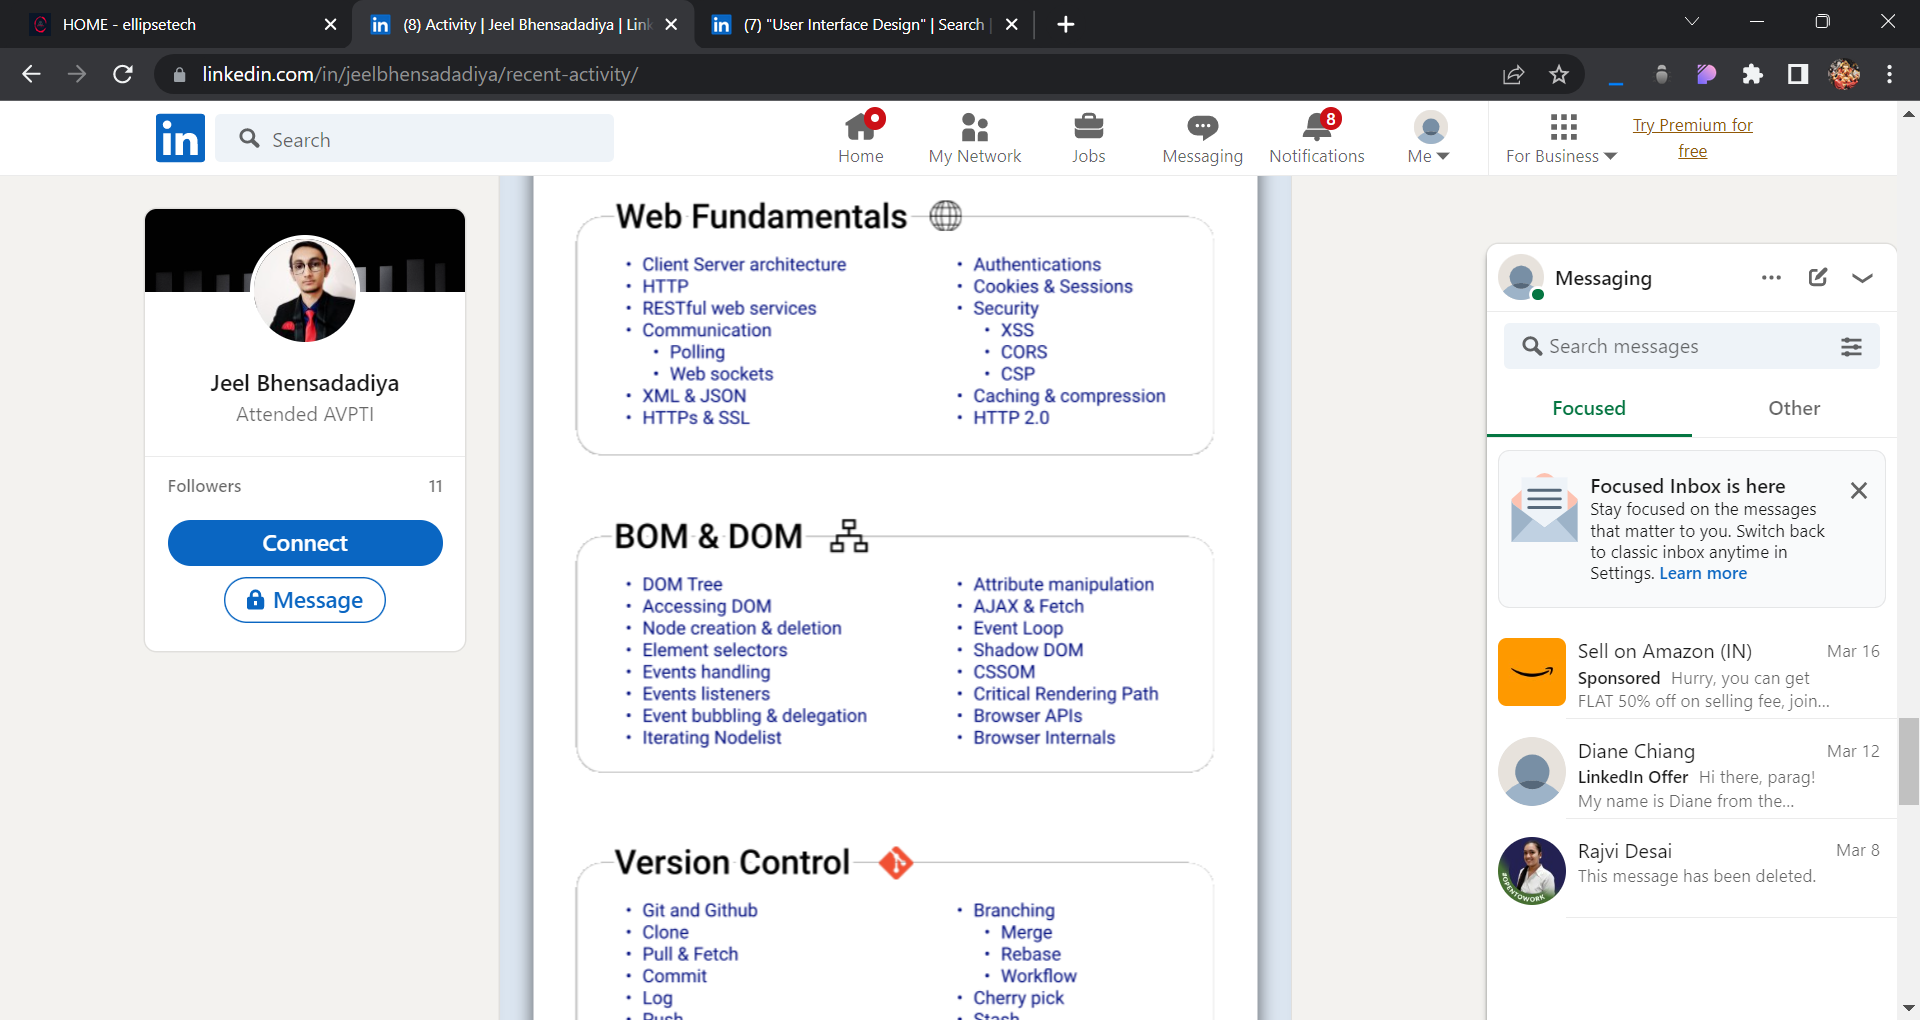 HOME - ellipsetech
(8) Activity | Jeel Bhensadadiya | Link
(7) "User Interface Design" | Search |
linkedin.com/in/jeelbhensadadiya/recent-activity/
in
Search
Home
My Network
Jobs
Messaging
8
Notifications
Me
For Business
Try Premium for
free
Jeel Bhensadadiya
Attended AVPTI
Followers 11
Connect
Message
Web Fundamentals
• Client Server architecture
• HTTP
• RESTful web services
• Communication
• Polling
• Web sockets
• XML & JSON
• HTTPs & SSL
• Authentications
• Cookies & Sessions
• Security
• XSS
• CORS
• CSP
• Caching & compression
• HTTP 2.0
BOM & DOM
• DOM Tree
• Accessing DOM
• Node creation & deletion
• Element selectors
• Events handling
• Events listeners
• Event bubbling & delegation
• Iterating Nodelist
• Attribute manipulation
• AJAX & Fetch
• Event Loop
• Shadow DOM
• CSSOM
• Critical Rendering Path
• Browser APIs
• Browser Internals
Version Control
• Git and Github
• Clone
• Pull & Fetch
• Commit
• Log
• Push
• Branching
• Merge
• Rebase
• Workflow
• Cherry pick
• Stash
Messaging
Search messages
Focused
Other
Focused Inbox is here
Stay focused on the messages
that matter to you. Switch back
to classic inbox anytime in
Settings. Learn more
Sell on Amazon (IN) Mar 16
Sponsored Hurry, you can get
FLAT 50% off on selling fee, join...
Diane Chiang Mar 12
LinkedIn Offer Hi there, parag!
My name is Diane from the...
Rajvi Desai Mar 8
This message has been deleted.
#OPENTOWORK